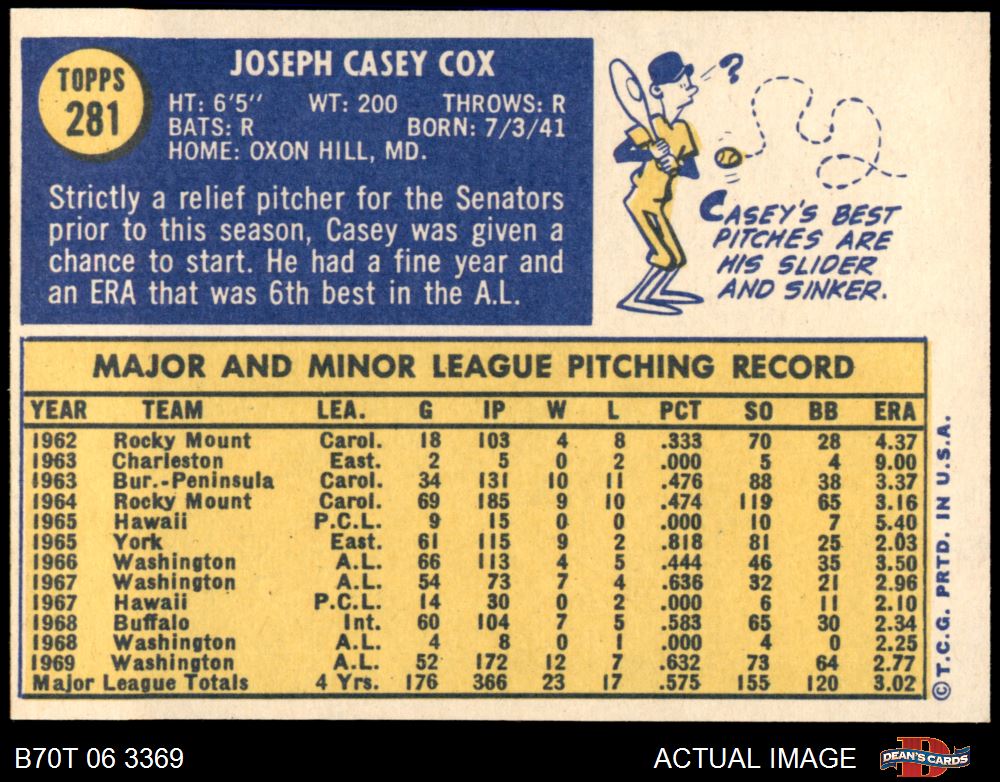 TOPPS
281
JOSEPH CASEY COX
HT: 6'5" WT: 200 THROWS: R
BATS: R BORN: 7/3/41
HOME: OXON HILL, MD.
Strictly a relief pitcher for the Senators
prior to this season, Casey was given a
chance to start. He had a fine year and
an ERA that was 6th best in the A.L.
?
CASEY'S BEST
PITCHES ARE
HIS SLIDER
AND SINKER.
MAJOR AND MINOR LEAGUE PITCHING RECORD
YEAR TEAM LEA. G IP W L PCT SO BB ERA
1962 Rocky Mount Carol. 18 103 4 8 .333 70 28 4.37
1963 Charleston East. 2 5 0 2 .000 5 4 9.00
1963 Bur.-Peninsula Carol. 34 131 10 11 .476 88 38 3.37
1964 Rocky Mount Carol. 69 185 9 10 .474 119 65 3.16
1965 Hawaii P.C.L. 9 15 0 0 .000 10 7 5.40
1965 York East. 61 115 9 2 .818 81 25 2.03
1966 Washington A.L. 66 113 4 5 .444 46 35 3.50
1967 Washington A.L. 54 73 7 4 .636 32 21 2.96
1967 Hawaii P.C.L. 14 30 0 2 .000 6 11 2.10
1968 Buffalo Int. 60 104 7 5 .583 65 30 2.34
1968 Washington A.L. 4 8 0 1 .000 4 0 2.25
1969 Washington A.L. 52 172 12 7 .632 73 64 2.77
Major League Totals 4 Yrs. 176 366 23 17 .575 155 120 3.02
© T.C.G. PRTD. IN U.S.A.
B70T 06 3369
ACTUAL IMAGE
DEAN'S CARDS